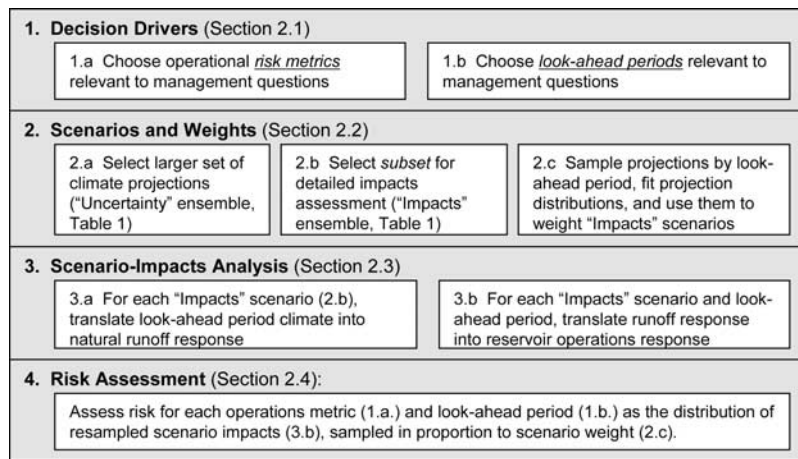 1. Decision Drivers (Section 2.1)
1.a Choose operational risk metrics
relevant to management questions
1.b Choose look-ahead periods relevant to
management questions
2. Scenarios and Weights (Section 2.2)
2.a Select larger set of
climate projections
(“Uncertainty” ensemble,
Table 1)
2.b Select subset for
detailed impacts
assessment (“Impacts”
ensemble, Table 1)
2.c Sample projections by look-
ahead period, fit projection
distributions, and use them to
weight “Impacts” scenarios
3. Scenario-Impacts Analysis (Section 2.3)
3.a For each “Impacts” scenario (2.b),
translate look-ahead period climate into
natural runoff response
3.b For each “Impacts” scenario and look-
ahead period, translate runoff response
into reservoir operations response
4. Risk Assessment (Section 2.4):
Assess risk for each operations metric (1.a.) and look-ahead period (1.b.) as the distribution of
resampled scenario impacts (3.b), sampled in proportion to scenario weight (2.c).